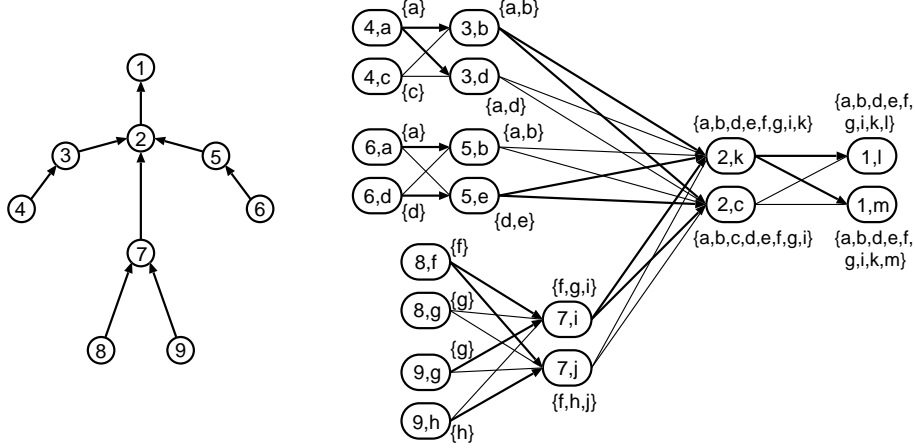 1
2
3
5
4
6
7
8
9
{a}
{a,b}
4,a
3,b
4,c
3,d
{c}
{a,d}
{a}
{a,b}
6,a
5,b
6,d
5,e
{d}
{d,e}
{a,b,d,e,f,g,i,k}
{a,b,d,e,f,
g,i,k,l}
2,k
1,l
2,c
1,m
{a,b,c,d,e,f,g,i}
{a,b,d,e,f,
g,i,k,m}
{f}
8,f
{f,g,i}
{g}
8,g
7,i
{g}
9,g
7,j
{f,h,j}
9,h
{h}